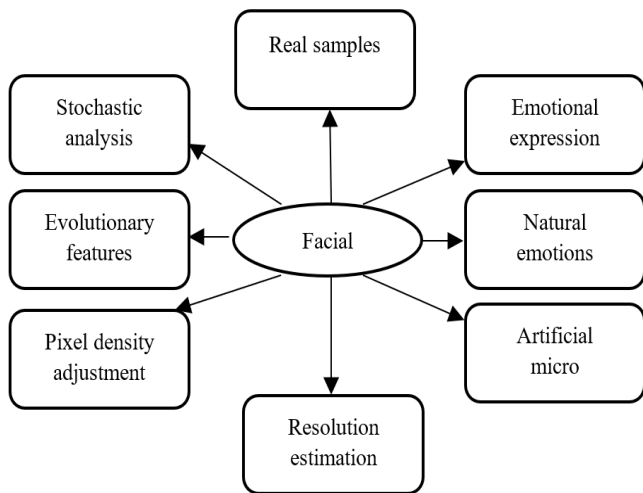 Real samples
Stochastic
analysis
Emotional
expression
Evolutionary
features
Facial
Natural
emotions
Pixel density
adjustment
Artificial
micro
Resolution
estimation